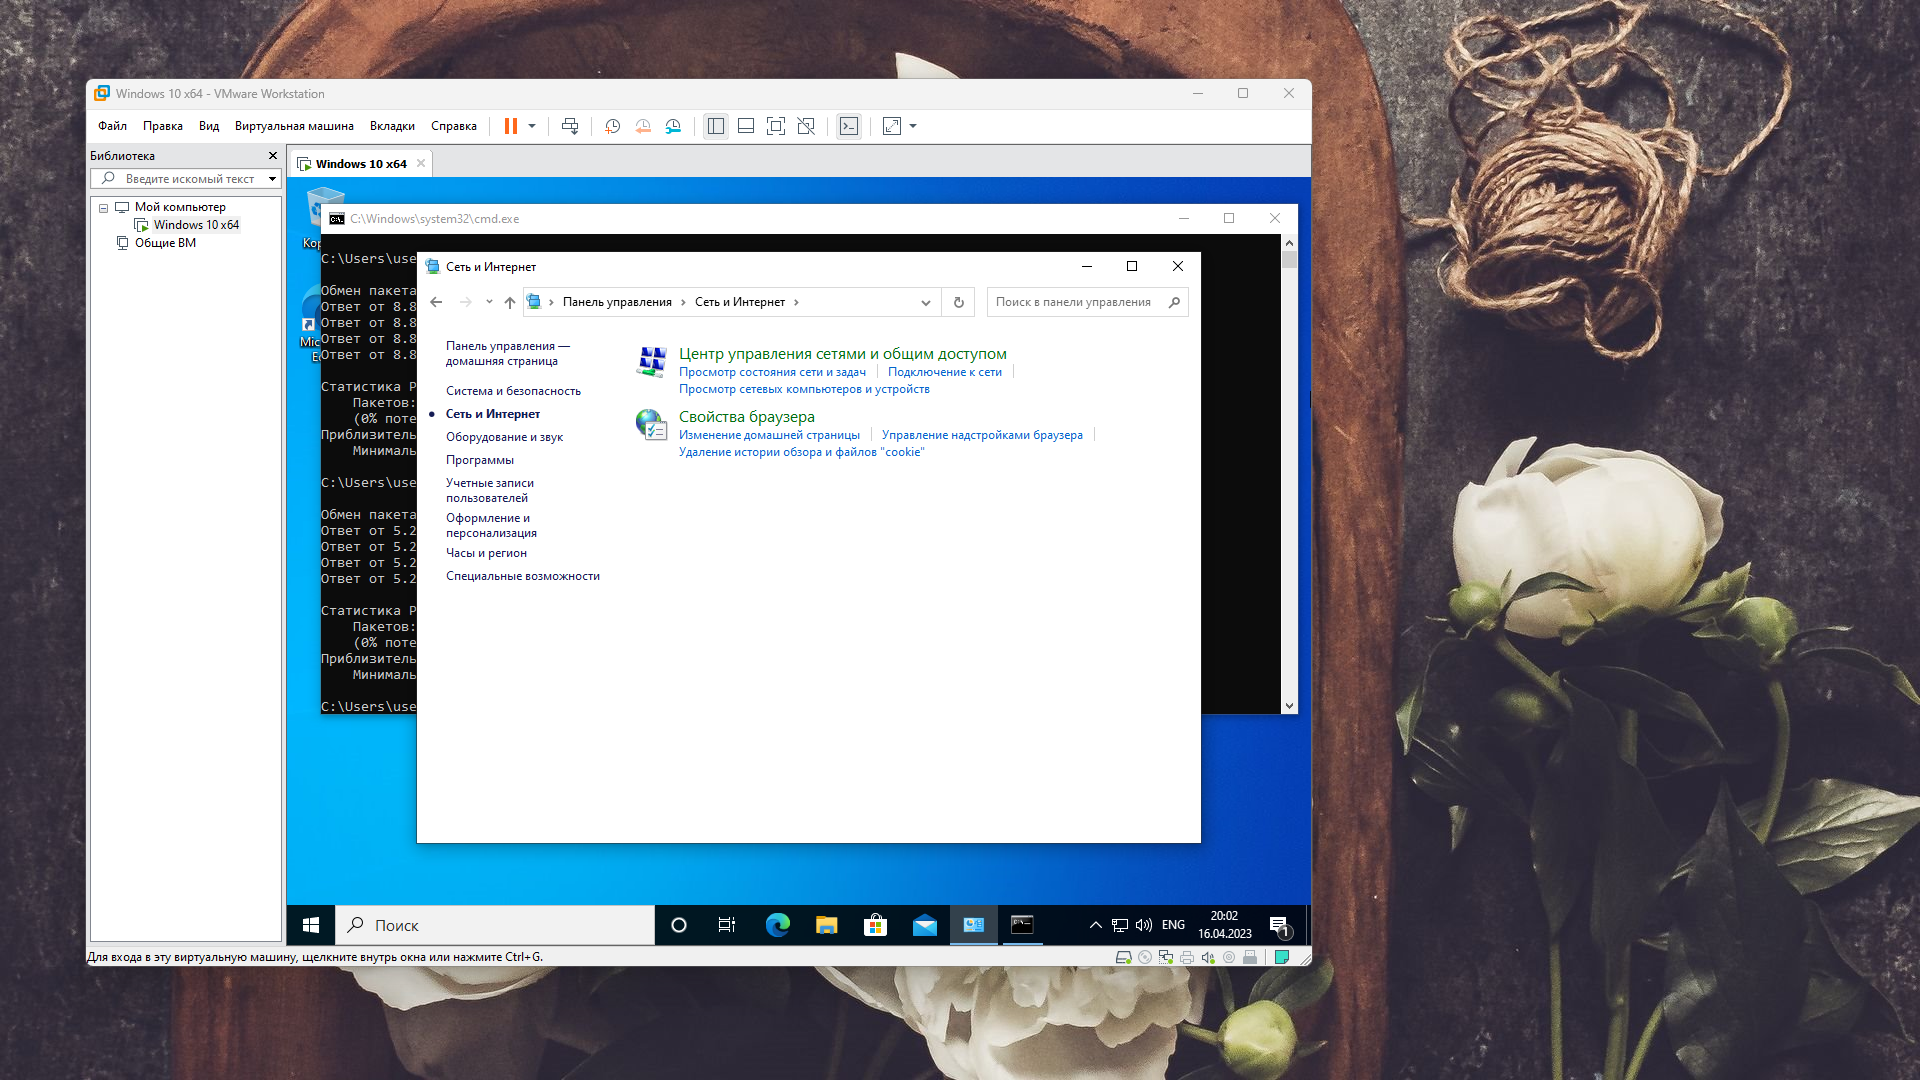 Windows 10 x64 - VMware Workstation
Файл Правка Вид Виртуальная машина Вкладки Справка
Библиотека
Введите искомый текст
Мой компьютер
Windows 10 x64
Общие ВМ
Windows 10 x64
C:\Windows\system32\cmd.exe
C:\Users\use
Обмен пакета
Ответ от 8.8
Ответ от 8.8
Ответ от 8.8
Ответ от 8.8
Статистика P
Пакетов:
(0% поте
Приблизитель
Минималь
C:\Users\use
Обмен пакета
Ответ от 5.2
Ответ от 5.2
Ответ от 5.2
Ответ от 5.2
Статистика P
Пакетов:
(0% поте
Приблизитель
Минималь
C:\Users\use
Сеть и Интернет
Панель управления › Сеть и Интернет ›
Поиск в панели управления
Панель управления —
домашняя страница
Система и безопасность
Сеть и Интернет
Оборудование и звук
Программы
Учетные записи
пользователей
Оформление и
персонализация
Часы и регион
Специальные возможности
Центр управления сетями и общим доступом
Просмотр состояния сети и задач
Подключение к сети
Просмотр сетевых компьютеров и устройств
Свойства браузера
Изменение домашней страницы
Управление надстройками браузера
Удаление истории обзора и файлов "cookie"
Поиск
ENG
20:02
16.04.2023
1
Для входа в эту виртуальную машину, щелкните внутрь окна или нажмите Ctrl+G.